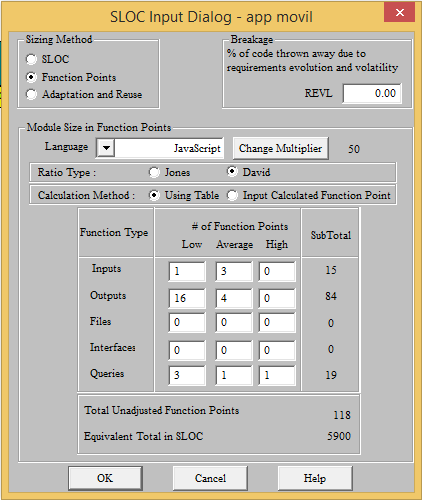 SLOC Input Dialog - app movil
Sizing Method
SLOC
Function Points
Adaptation and Reuse
Breakage
% of code thrown away due to
requirements evolution and volatility
REVL 0.00
Module Size in Function Points
Language JavaScript Change Multiplier 50
Ratio Type : Jones David
Calculation Method : Using Table Input Calculated Function Point
Function Type # of Function Points SubTotal
Low Average High
Inputs 1 3 0 15
Outputs 16 4 0 84
Files 0 0 0 0
Interfaces 0 0 0 0
Queries 3 1 1 19
Total Unadjusted Function Points 118
Equivalent Total in SLOC 5900
OK Cancel Help